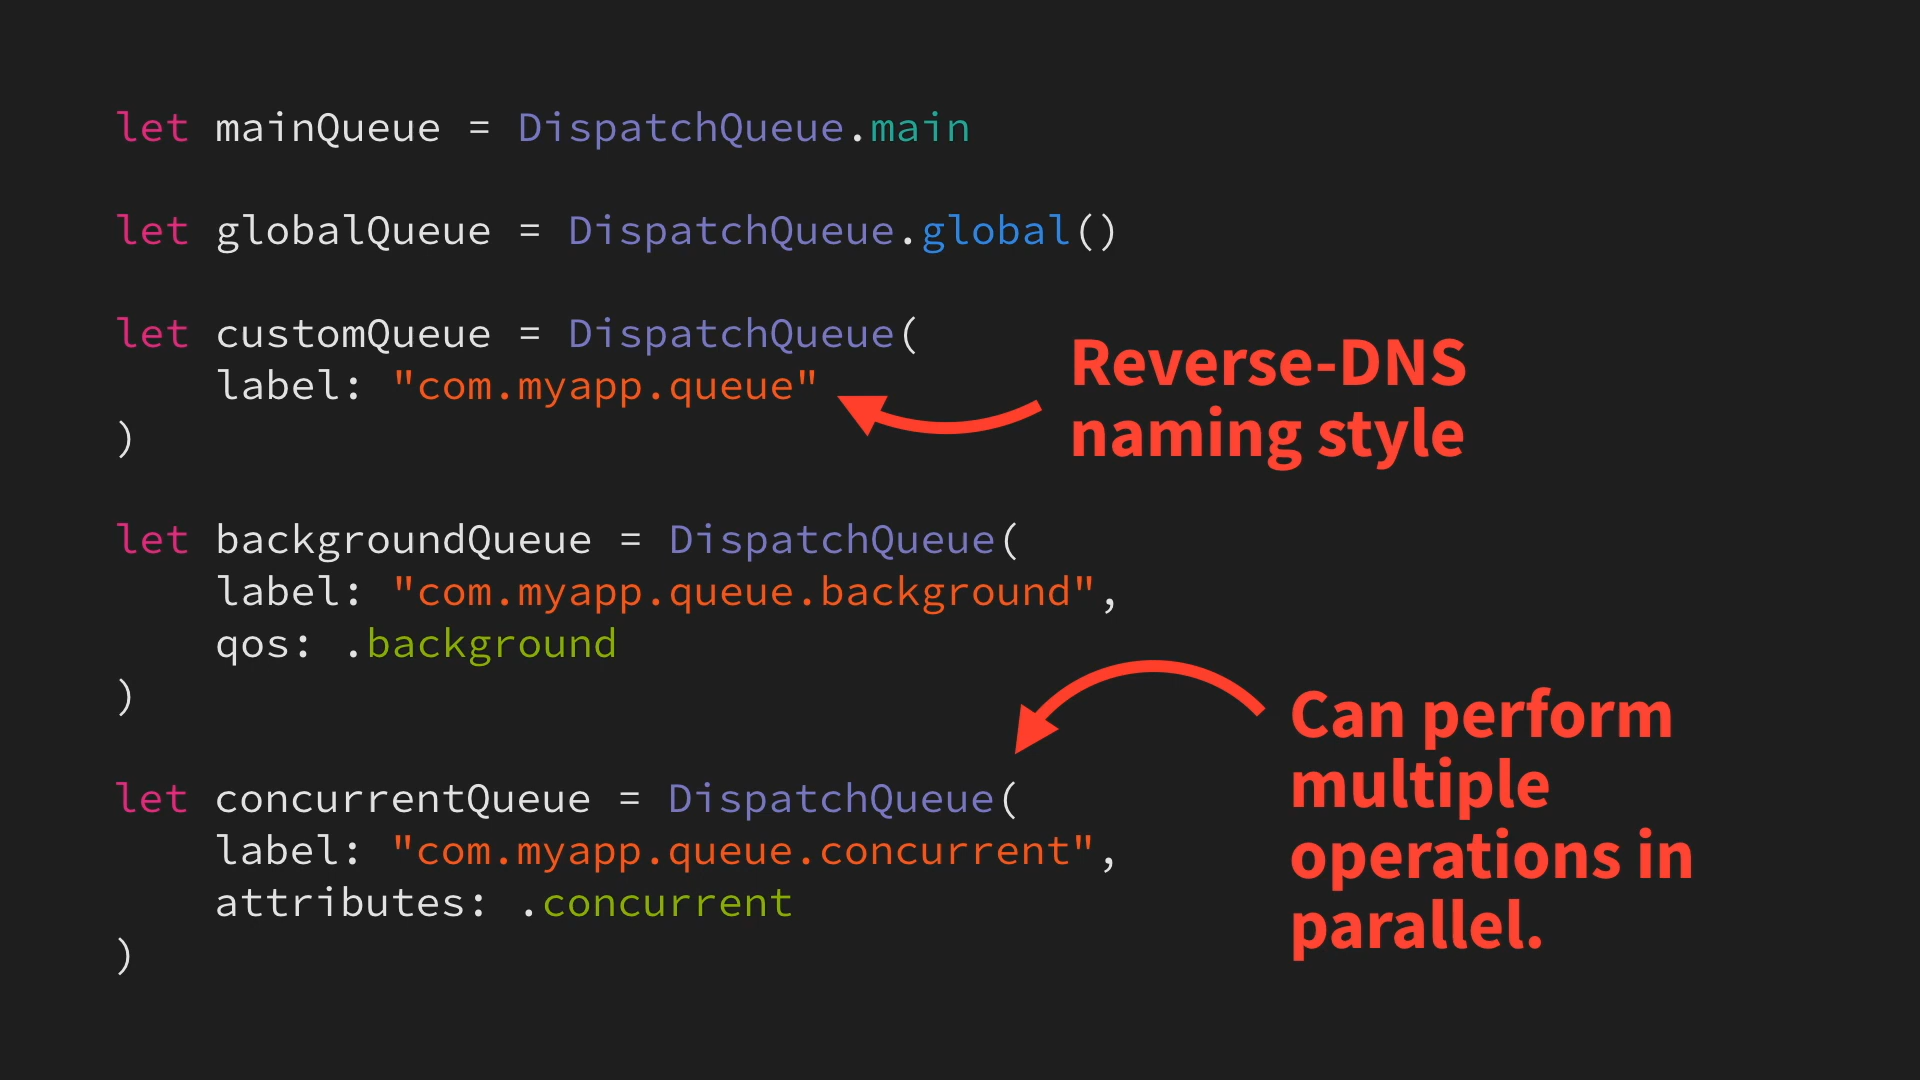 let mainQueue = DispatchQueue.main
let globalQueue = DispatchQueue.global()
let customQueue = DispatchQueue(
    label: "com.myapp.queue"
)
Reverse-DNS
naming style
let backgroundQueue = DispatchQueue(
    label: "com.myapp.queue.background",
    qos: .background
)
let concurrentQueue = DispatchQueue(
    label: "com.myapp.queue.concurrent",
    attributes: .concurrent
)
Can perform
multiple
operations in
parallel.